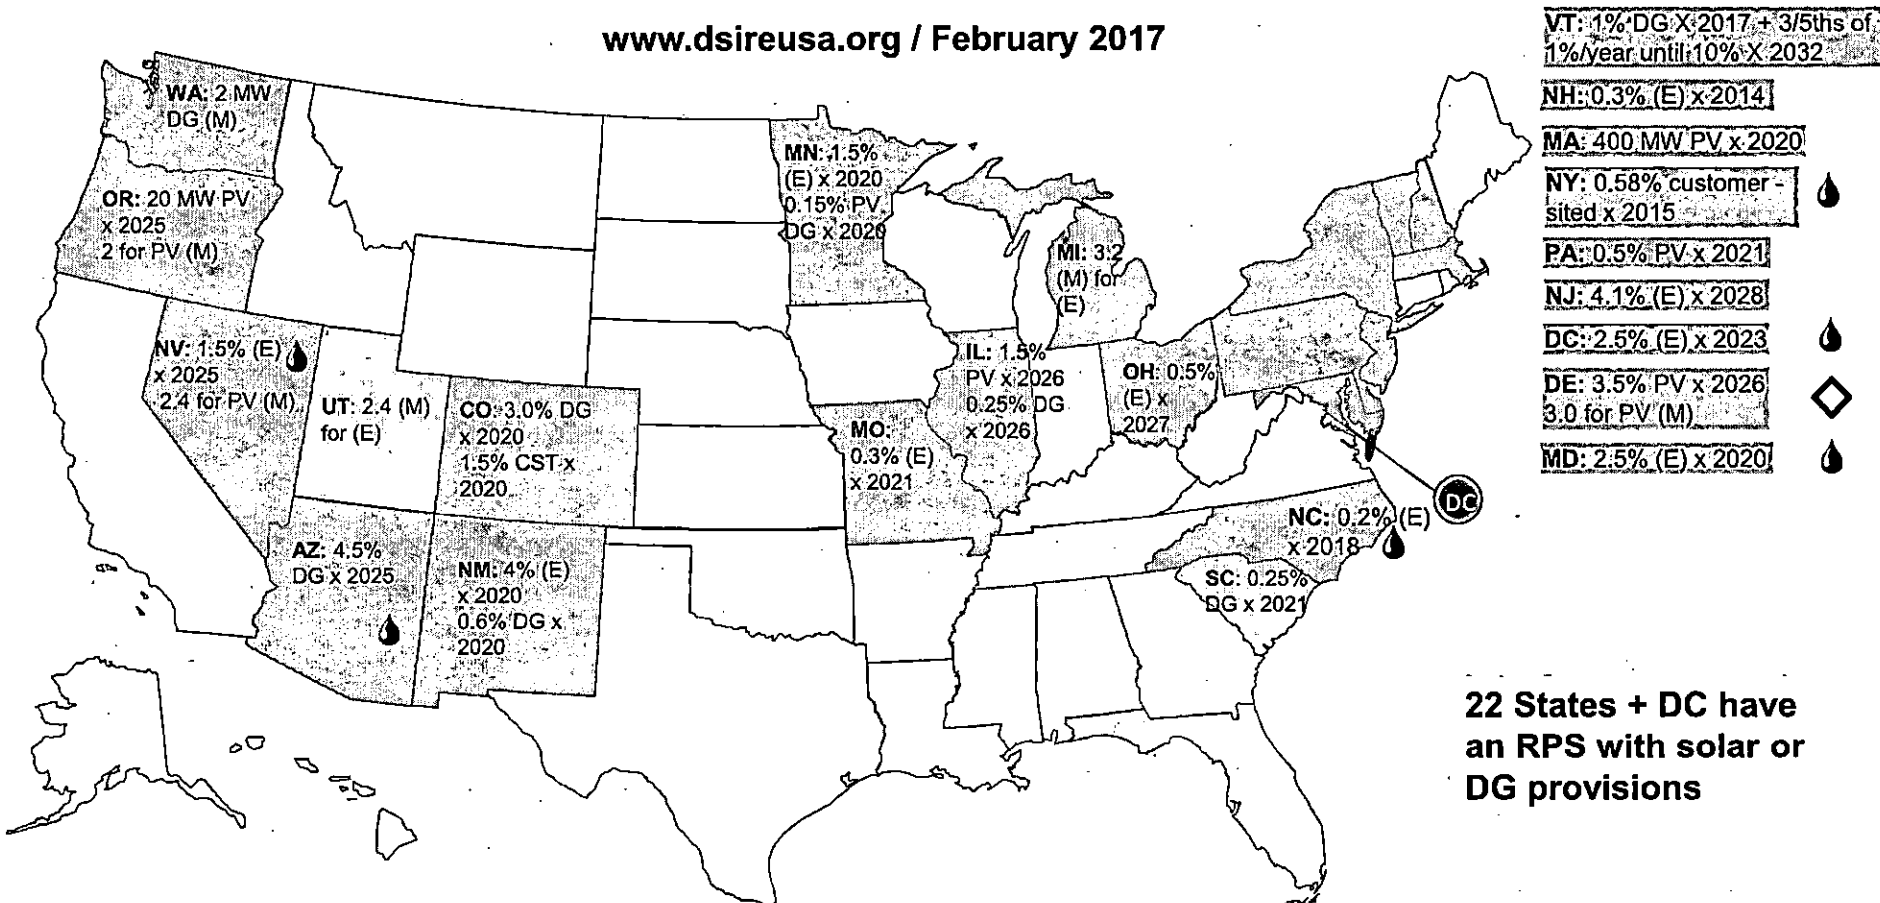 www.dsireusa.org / February 2017
WA: 2 MW
DG (M)
OR: 20 MW PV
x 2025
2 for PV (M)
NV: 1.5% (E)
x 2025
2.4 for PV (M)
UT: 2.4 (M)
for (E)
CO: 3.0% DG
x 2020
1.5% CST x
2020
AZ: 4.5%
DG x 2025
NM: 4% (E)
x 2020
0.6% DG x
2020
MN: 1.5%
(E) x 2020
0.15% PV
DG x 2020
MO:
0.3% (E)
x 2021
IL: 1.5%
PV x 2026
0.25% DG
x 2026
MI: 3.2
(M) for
(E)
OH: 0.5%
(E) x
2027
NC: 0.2% (E)
x 2018
SC: 0.25%
DG x 2021
DC
VT: 1% DG X 2017 + 3/5ths of
1%/year until 10% X 2032
NH: 0.3% (E) x 2014
MA: 400 MW PV x 2020
NY: 0.58% customer -
sited x 2015
PA: 0.5% PV x 2021
NJ: 4.1% (E) x 2028
DC: 2.5% (E) x 2023
DE: 3.5% PV x 2026
3.0 for PV (M)
MD: 2.5% (E) x 2020
22 States + DC have
an RPS with solar or
DG provisions